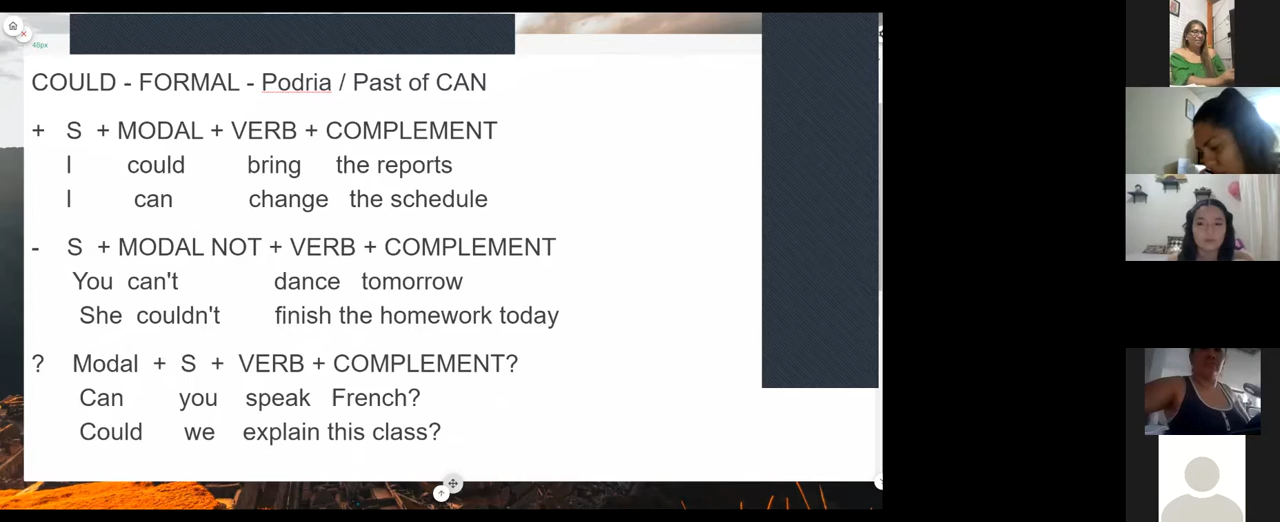 48px
COULD - FORMAL - Podria / Past of CAN
+ S + MODAL + VERB + COMPLEMENT
I could bring the reports
I can change the schedule
- S + MODAL NOT + VERB + COMPLEMENT
You can't dance tomorrow
She couldn't finish the homework today
? Modal + S + VERB + COMPLEMENT?
Can you speak French?
Could we explain this class?